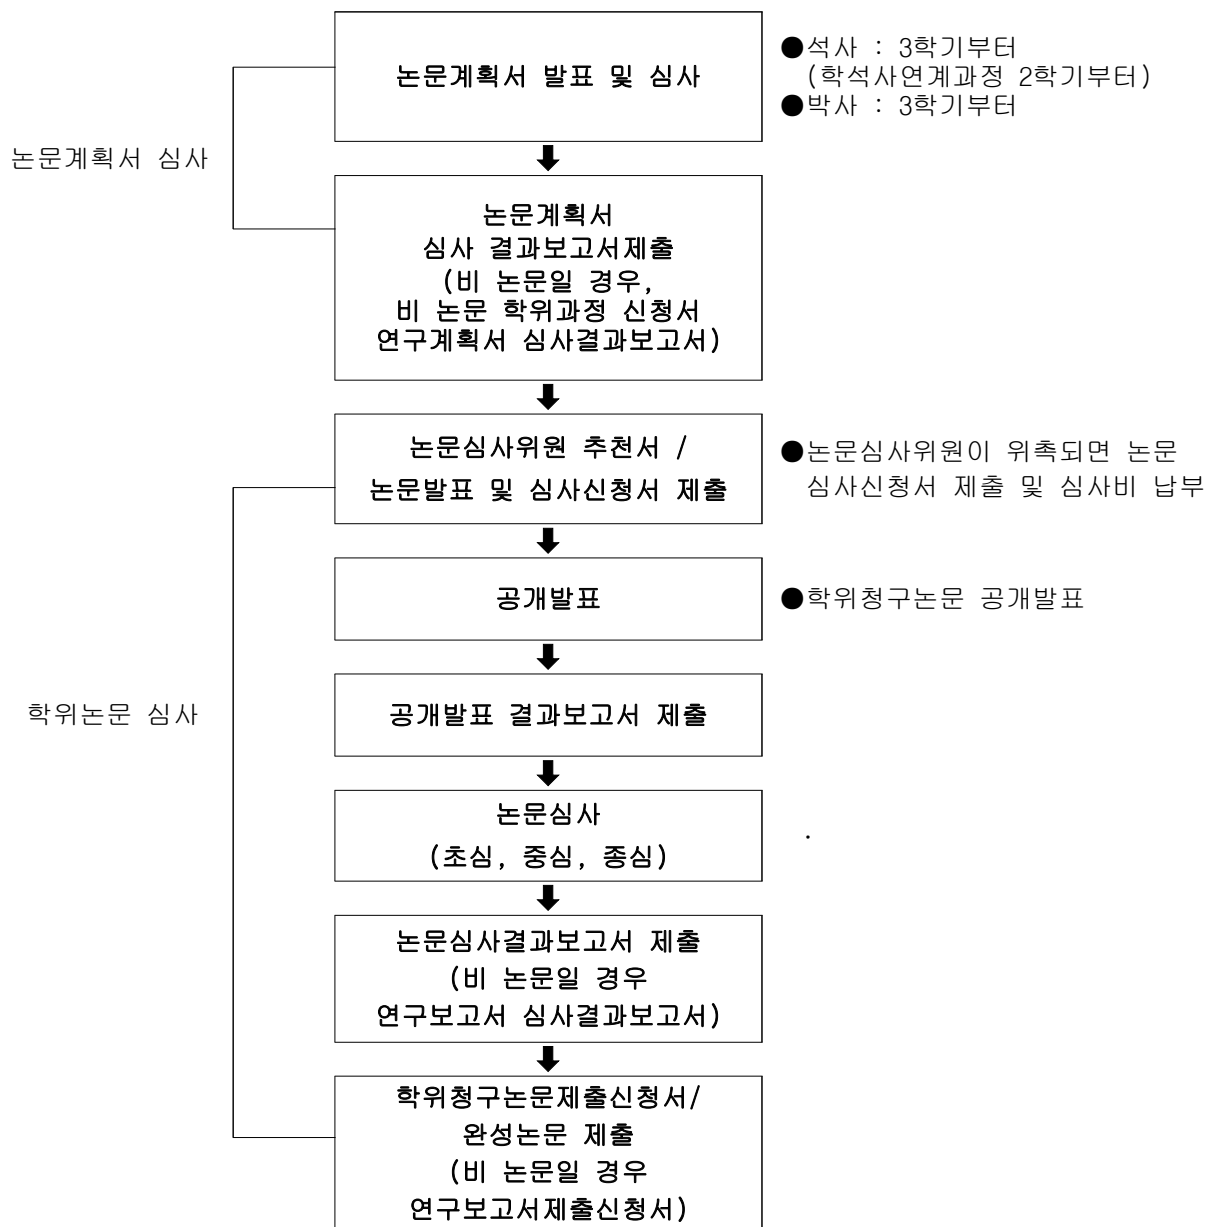 논문계획서 발표 및 심사
●석사 : 3학기부터
(학석사연계과정 2학기부터)
●박사 : 3학기부터
논문계획서 심사
논문계획서
심사 결과보고서제출
(비 논문일 경우,
비 논문 학위과정 신청서
연구계획서 심사결과보고서)
논문심사위원 추천서 /
논문발표 및 심사신청서 제출
●논문심사위원이 위촉되면 논문
심사신청서 제출 및 심사비 납부
공개발표
●학위청구논문 공개발표
학위논문 심사
공개발표 결과보고서 제출
논문심사
(초심, 중심, 종심)
.
논문심사결과보고서 제출
(비 논문일 경우
연구보고서 심사결과보고서)
학위청구논문제출신청서/
완성논문 제출
(비 논문일 경우
연구보고서제출신청서)